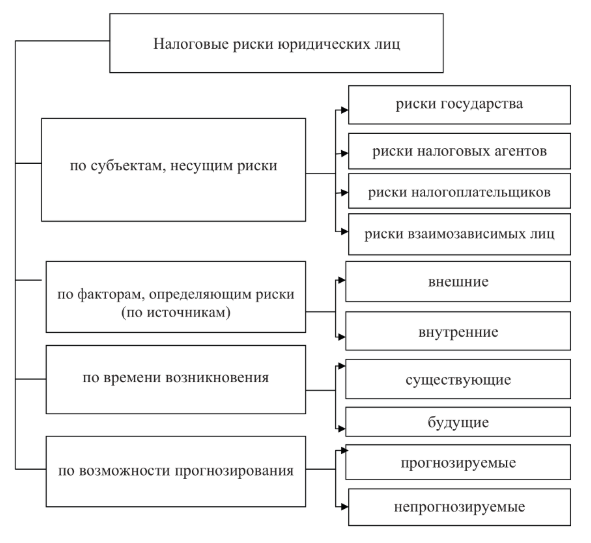 Налоговые риски юридических лиц
по субъектам, несущим риски
риски государства
риски налоговых агентов
риски налогоплательщиков
риски взаимозависимых лиц
по факторам, определяющим риски
(по источникам)
внешние
внутренние
по времени возникновения
существующие
будущие
по возможности прогнозирования
прогнозируемые
непрогнозируемые